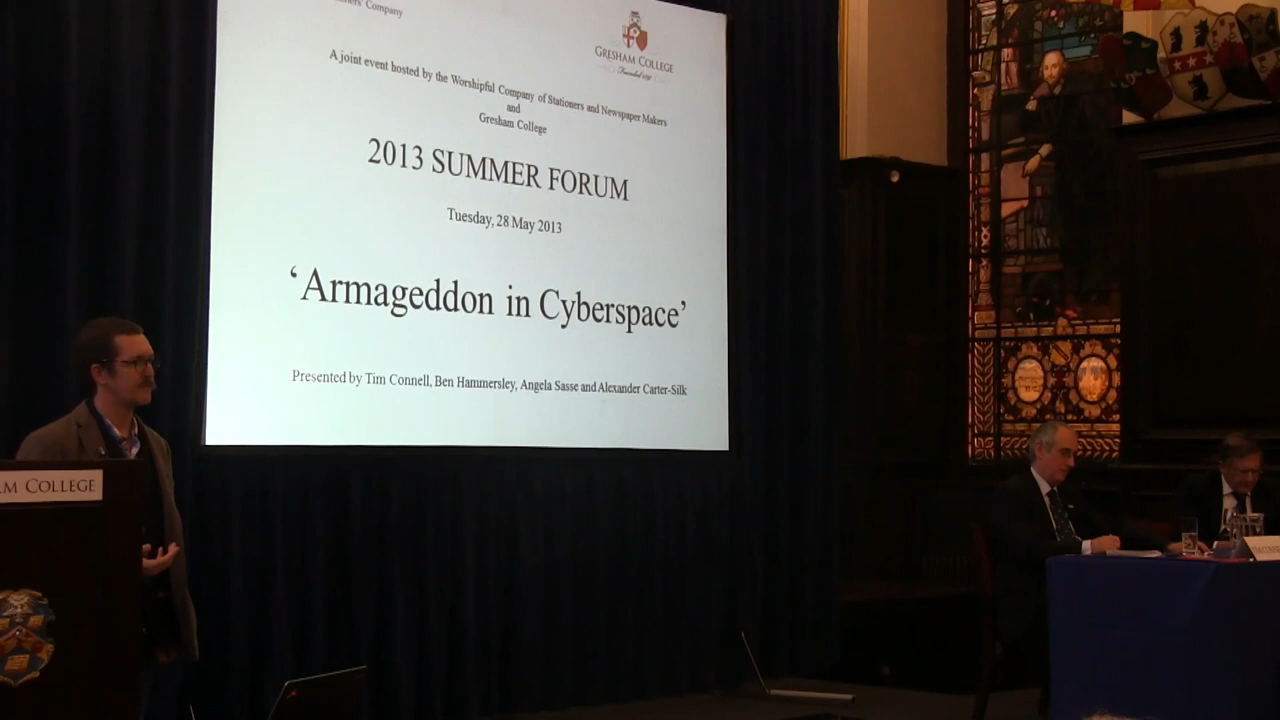 Company
GRESHAM COLLEGE
A joint event hosted by the Worshipful Company of Stationers and Newspaper Makers
and
Gresham College
2013 SUMMER FORUM
Tuesday, 28 May 2013
‘Armageddon in Cyberspace’
Presented by Tim Connell, Ben Hammersley, Angela Sasse and Alexander Carter-Silk
COLLEGE